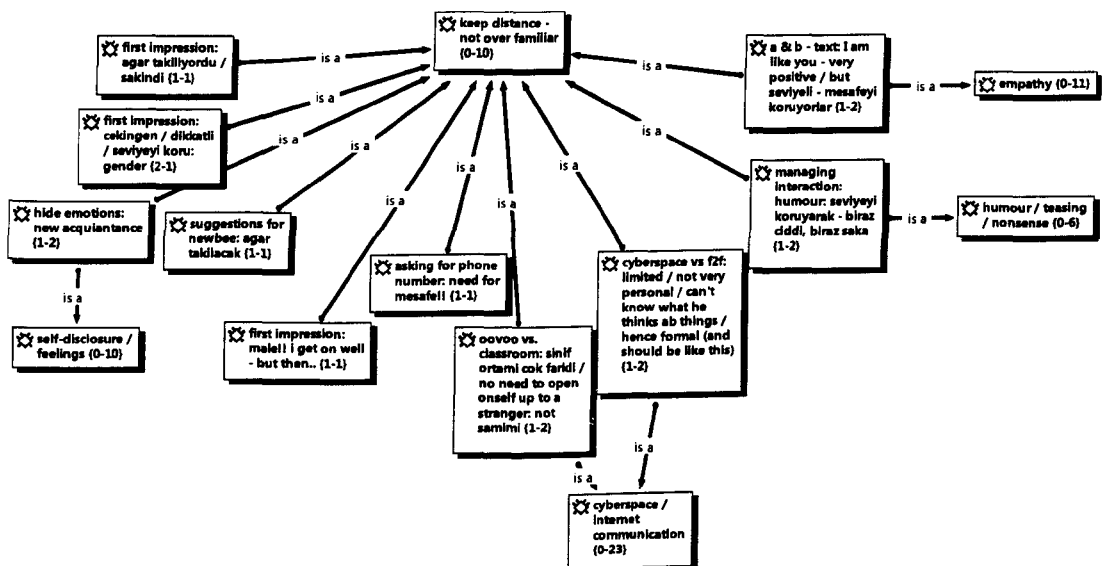 keep distance -
not over familiar
{0-10}
is a
first impression:
agar takiliyordu /
sakindi {1-1}
is a
a & b - text: I am
like you - very
positive / but
seviyeli - mesafeyi
koruyorlar
{1-2}
is a
empathy {0-11}
is a
first impression:
cekingen / dikkatli
/ seviyeyi koru:
gender
{2-1}
is a
is a
is a
managing
interaction:
humour: seviyeyi
koruyarak - biraz
ciddi, biraz saka
{1-2}
is a
humour / teasing
/ nonsense {0-6}
hide emotions:
new acquiantance
{1-2}
is a
self-disclosure /
feelings {0-10}
suggestions for
newbee: agar
takilacak {1-1}
is a
first impression:
male!! i get on well
- but then.. {1-1}
is a
asking for phone
number: need for
mesafe!! {1-1}
is a
oovoo vs.
classroom: sinif
ortami cok farkli /
no need to open
onself up to a
stranger: not
samimi {1-2}
is a
cyberspace vs f2f:
limited / not very
personal / can't
know what he
thinks ab things /
hence formal (and
should be like this)
{1-2}
is a
is a
cyberspace /
internet
communication
{0-23}